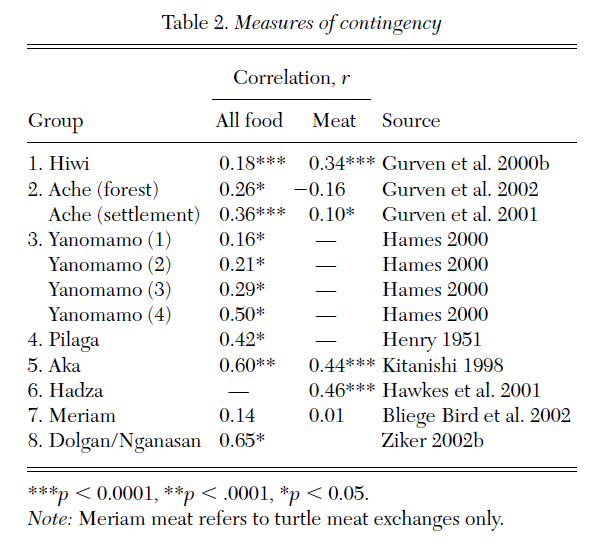 Table 2. Measures of contingency
Correlation, r
Group All food Meat Source
1. Hiwi 0.18*** 0.34*** Gurven et al. 2000b
2. Ache (forest) 0.26* −0.16 Gurven et al. 2002
Ache (settlement) 0.36*** 0.10* Gurven et al. 2001
3. Yanomamo (1) 0.16* — Hames 2000
Yanomamo (2) 0.21* — Hames 2000
Yanomamo (3) 0.29* — Hames 2000
Yanomamo (4) 0.50* — Hames 2000
4. Pilaga 0.42* — Henry 1951
5. Aka 0.60** 0.44*** Kitanishi 1998
6. Hadza — 0.46*** Hawkes et al. 2001
7. Meriam 0.14 0.01 Bliege Bird et al. 2002
8. Dolgan/Nganasan 0.65* Ziker 2002b
***p < 0.0001, **p < .0001, *p < 0.05.
Note: Meriam meat refers to turtle meat exchanges only.